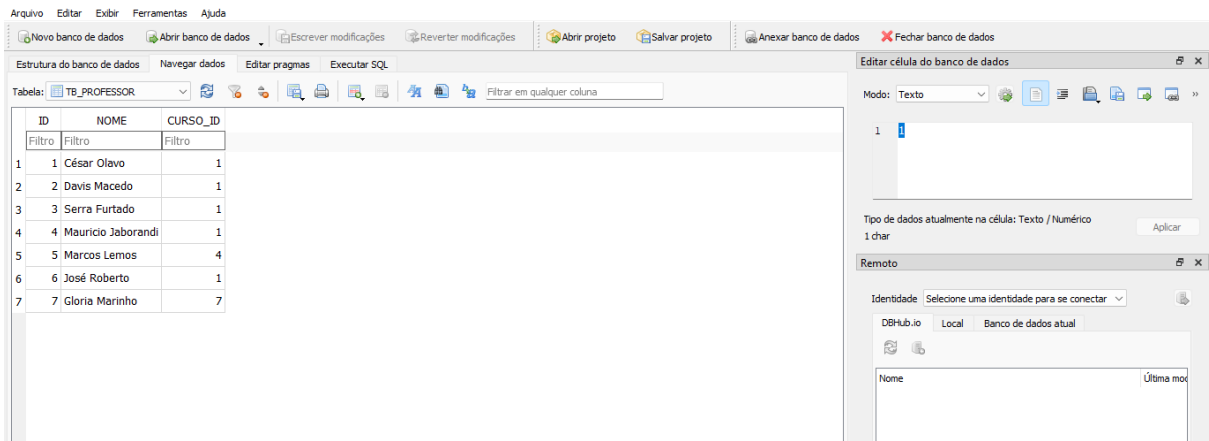 Arquivo Editar Exibir Ferramentas Ajuda
Novo banco de dados Abrir banco de dados Escrever modificações Reverter modificações Abrir projeto Salvar projeto Anexar banco de dados Fechar banco de dados
Estrutura do banco de dados Navegar dados Editar pragmas Executar SQL
Tabela: TB_PROFESSOR Filtrar em qualquer coluna
ID NOME CURSO_ID
Filtro Filtro Filtro
1 1 César Olavo 1
2 2 Davis Macedo 1
3 3 Serra Furtado 1
4 4 Mauricio Jaborandi 1
5 5 Marcos Lemos 4
6 6 José Roberto 1
7 7 Gloria Marinho 7
Editar célula do banco de dados
Modo: Texto »
1 1
Tipo de dados atualmente na célula: Texto / Numérico
1 char
Aplicar
Remoto
Identidade Selecione uma identidade para se conectar
DBHub.io Local Banco de dados atual
Nome Última mod